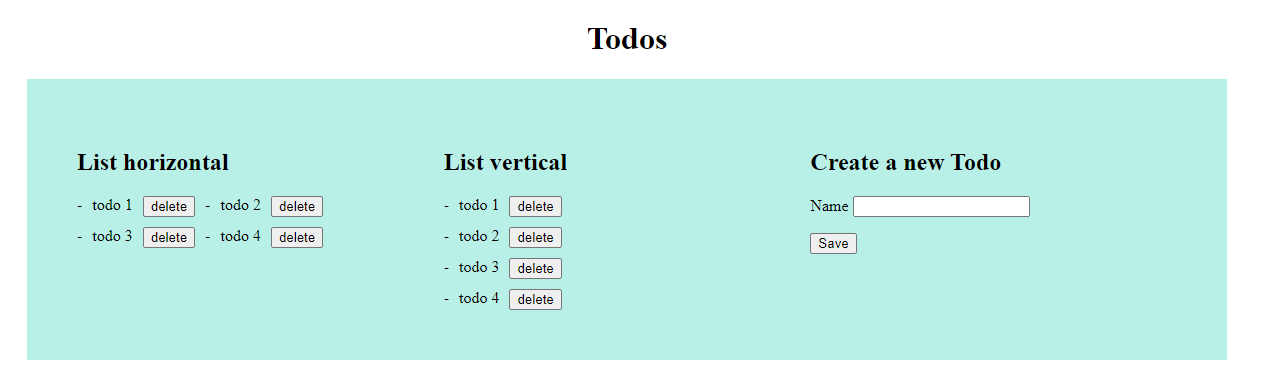 Todos
List horizontal
- todo 1 delete - todo 2 delete
- todo 3 delete - todo 4 delete
List vertical
- todo 1 delete
- todo 2 delete
- todo 3 delete
- todo 4 delete
Create a new Todo
Name
Save